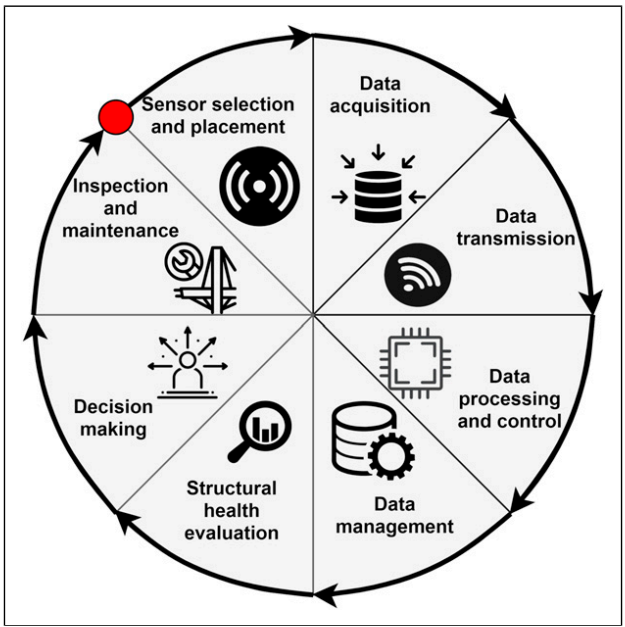 Sensor selection
and placement
Data
acquisition
Data
transmission
Data
processing
and control
Data
management
Structural
health
evaluation
Decision
making
Inspection
and
maintenance